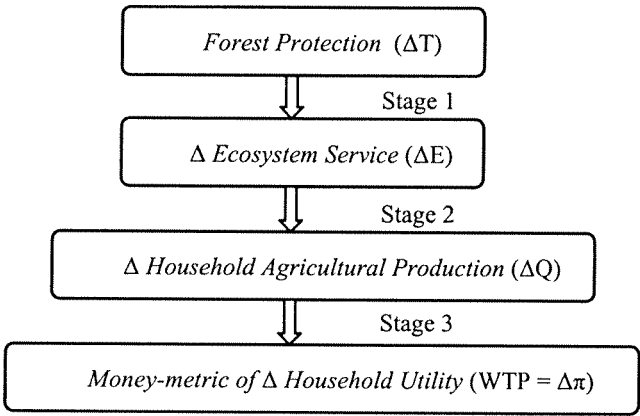 Forest Protection (ΔT)
Stage 1
Δ Ecosystem Service (ΔE)
Stage 2
Δ Household Agricultural Production (ΔQ)
Stage 3
Money-metric of Δ Household Utility (WTP = Δπ)